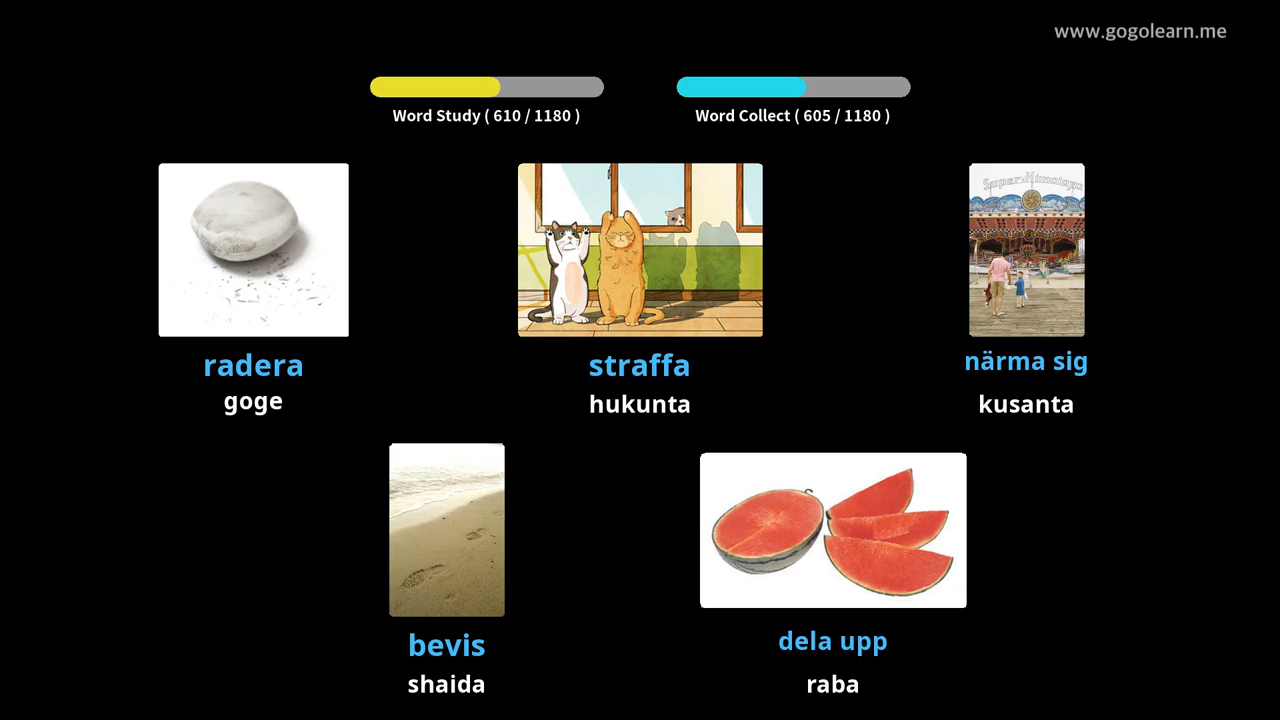 www.gogolearn.me
Word Study ( 610 / 1180 )
Word Collect ( 605 / 1180 )
radera
goge
straffa
hukunta
närma sig
kusanta
bevis
shaida
dela upp
raba